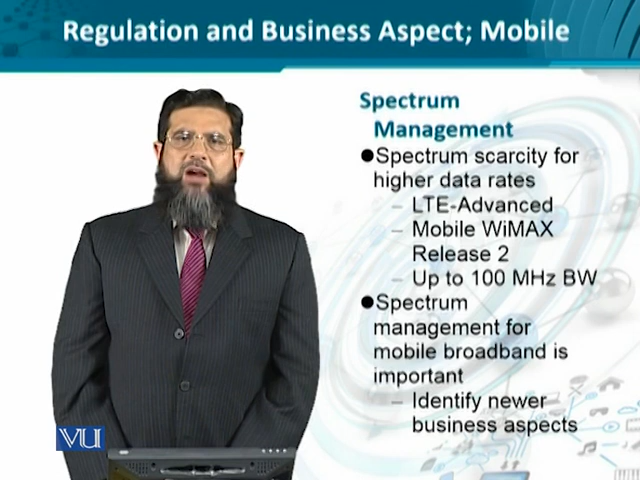 Regulation and Business Aspect; Mobile
Spectrum
Management
●Spectrum scarcity for
higher data rates
– LTE-Advanced
– Mobile WiMAX
Release 2
– Up to 100 MHz BW
●Spectrum
management for
mobile broadband is
important
– Identify newer
business aspects
VU